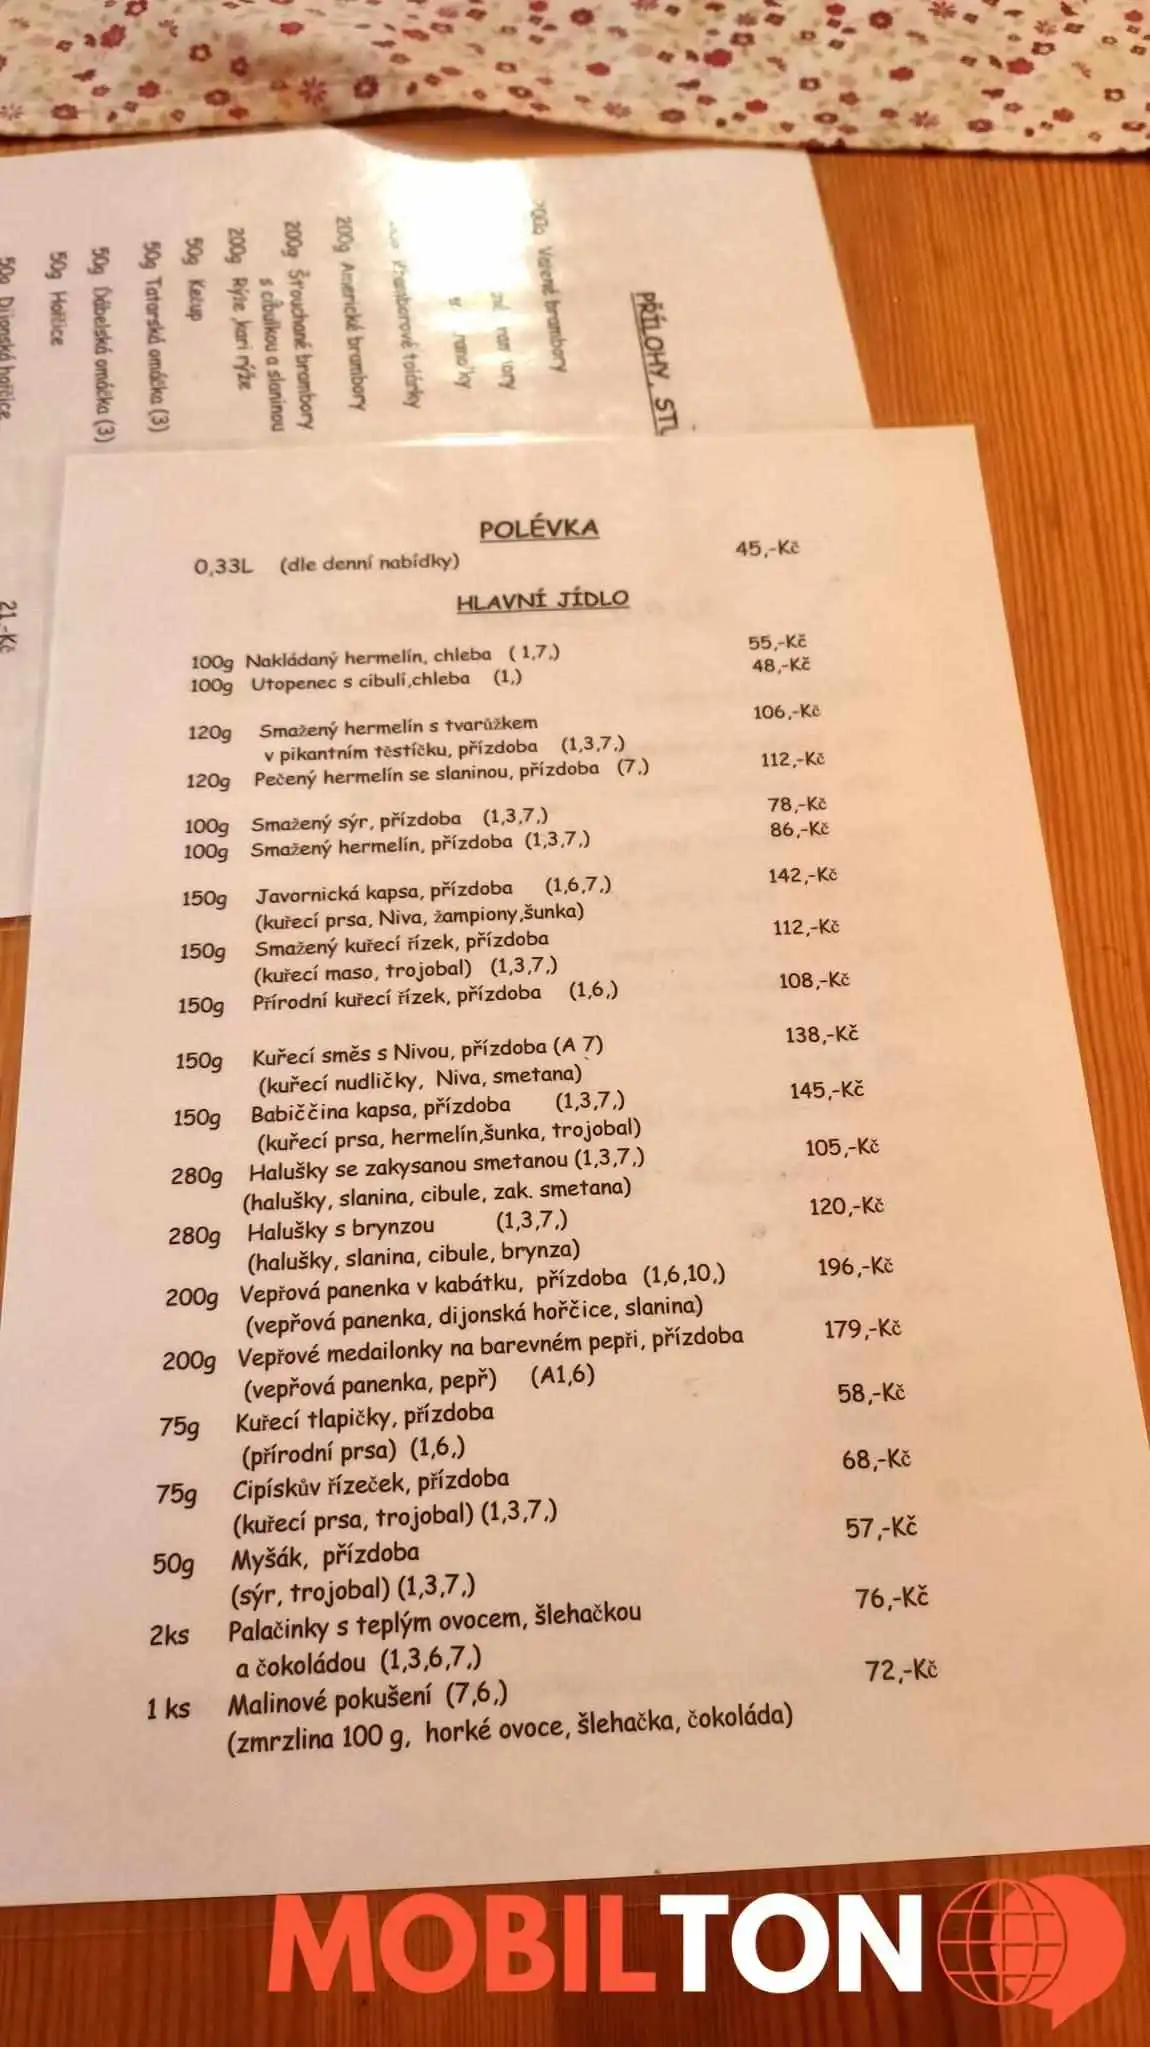 PŘÍLOHY, ST
200g Vařené brambory
Bramborové tolárky
200g Americké brambory
200g Šťouchané brambory
s cibulkou a slaninou
200g Rýže ,kari rýže
50g Kečup
50g Tatarská omáčka (3)
50g Ďábelská omáčka (3)
50g Hořčice
50g Dijonská hořčice
21,-Kč
POLÉVKA
0,33L (dle denní nabídky) 45,-Kč
HLAVNÍ JÍDLO
100g Nakládaný hermelín, chleba (1,7,) 55,-Kč
100g Utopenec s cibulí,chleba (1,) 48,-Kč
120g Smažený hermelín s tvarůžkem 106,-Kč
v pikantním těstíčku, přízdoba (1,3,7,)
120g Pečený hermelín se slaninou, přízdoba (7,) 112,-Kč
100g Smažený sýr, přízdoba (1,3,7,) 78,-Kč
100g Smažený hermelín, přízdoba (1,3,7,) 86,-Kč
150g Javornická kapsa, přízdoba (1,6,7,) 142,-Kč
(kuřecí prsa, Niva, žampiony,šunka)
150g Smažený kuřecí řízek, přízdoba 112,-Kč
(kuřecí maso, trojobal) (1,3,7,)
150g Přírodní kuřecí řízek, přízdoba (1,6,) 108,-Kč
150g Kuřecí směs s Nivou, přízdoba (A 7) 138,-Kč
(kuřecí nudličky, Niva, smetana)
150g Babiččina kapsa, přízdoba (1,3,7,) 145,-Kč
(kuřecí prsa, hermelín,šunka, trojobal)
280g Halušky se zakysanou smetanou (1,3,7,) 105,-Kč
(halušky, slanina, cibule, zak. smetana)
280g Halušky s brynzou (1,3,7,) 120,-Kč
(halušky, slanina, cibule, brynza)
200g Vepřová panenka v kabátku, přízdoba (1,6,10,) 196,-Kč
(vepřová panenka, dijonská hořčice, slanina)
200g Vepřové medailonky na barevném pepři, přízdoba 179,-Kč
(vepřová panenka, pepř) (A1,6)
75g Kuřecí tlapičky, přízdoba 58,-Kč
(přírodní prsa) (1,6,)
75g Cipískův řízeček, přízdoba 68,-Kč
(kuřecí prsa, trojobal) (1,3,7,)
50g Myšák, přízdoba 57,-Kč
(sýr, trojobal) (1,3,7,)
2ks Palačinky s teplým ovocem, šlehačkou 76,-Kč
a čokoládou (1,3,6,7,)
1 ks Malinové pokušení (7,6,) 72,-Kč
(zmrzlina 100 g, horké ovoce, šlehačka, čokoláda)
MOBILTON